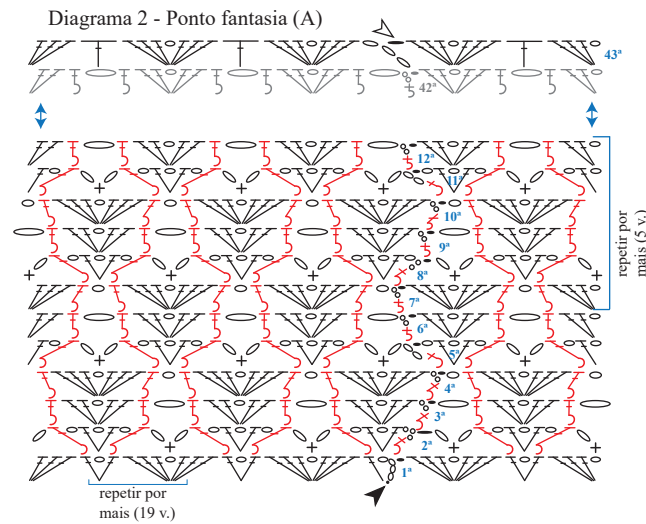 Diagrama 2 - Ponto fantasia (A)
43ª
42ª
12ª
11ª
10ª
9ª
8ª
7ª
6ª
5ª
4ª
3ª
2ª
1ª
repetir por
mais (5 v.)
repetir por
mais (19 v.)